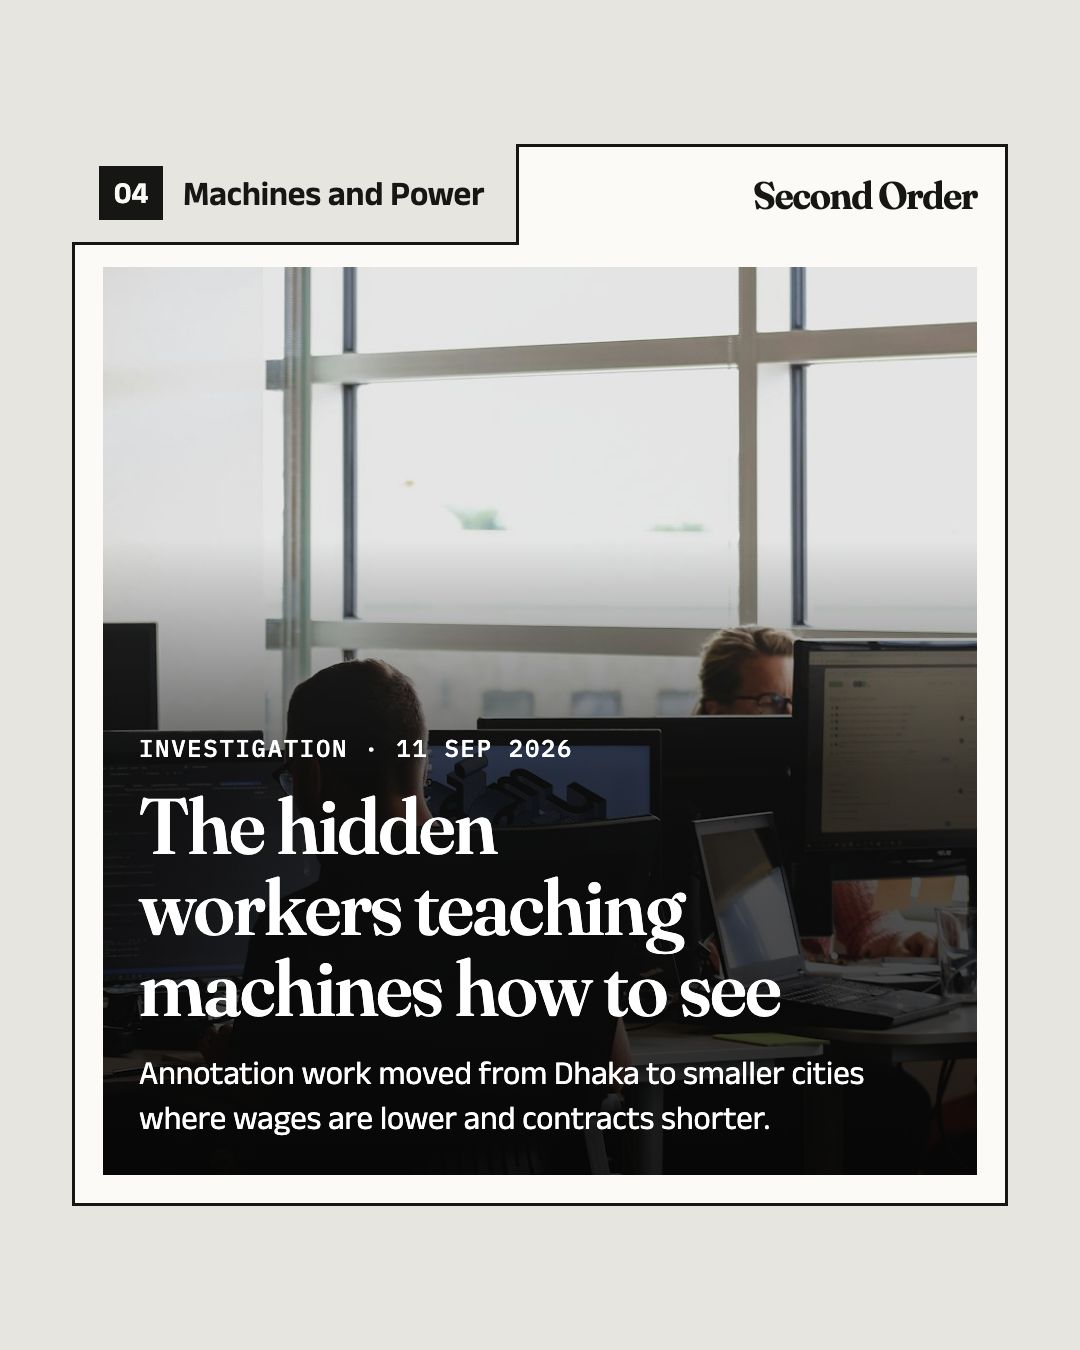 04 Machines and Power
Second Order
INVESTIGATION · 11 SEP 2026
The hidden
workers teaching
machines how to see
Annotation work moved from Dhaka to smaller cities
where wages are lower and contracts shorter.